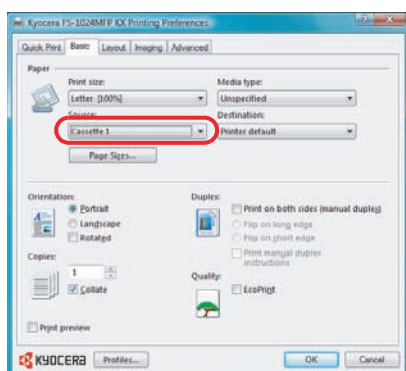 Kyocera FS-1024MFP KX Printing Preferences
Quick Print Basic Layout Imaging Advanced
Paper
Print size: Media type:
Letter [100%] Unspecified
Source: Destination:
Cassette 1 Printer default
Page Sizes...
Orientation: Duplex:
Portrait Print on both sides (manual duplex)
Landscape Flip on long edge
Rotated Flip on short edge
Copies: Print manual duplex instructions
1
Collate
Quality:
EcoPrint
Print preview
KYOCERA Profiles... OK Cancel